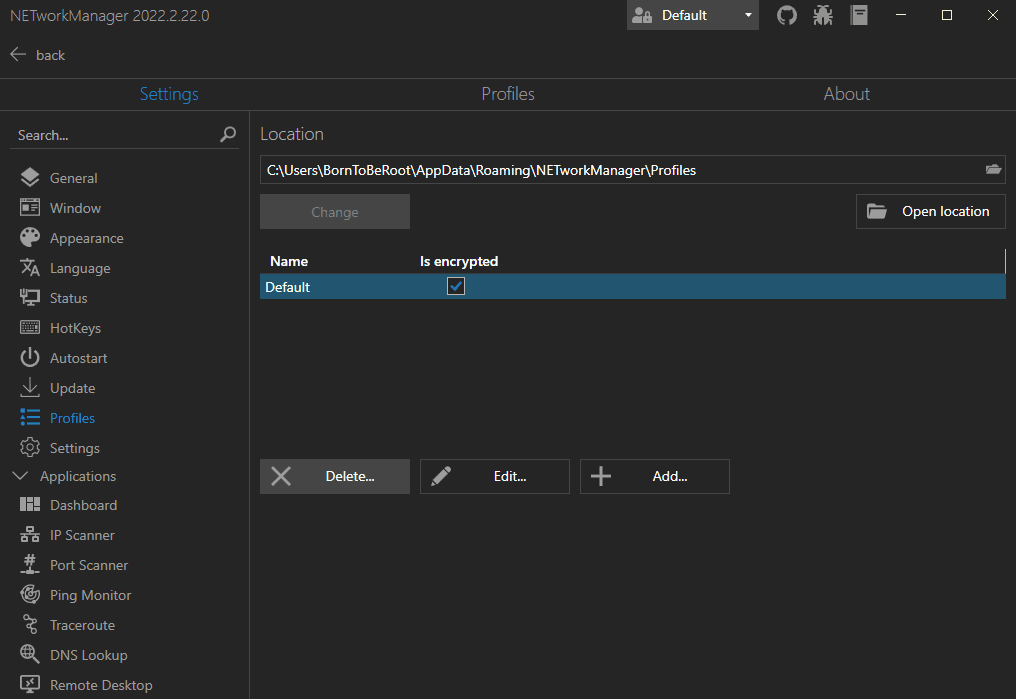 NETworkManager 2022.2.22.0
Default
back
Settings
Profiles
About
Search...
General
Window
Appearance
Language
Status
HotKeys
Autostart
Update
Profiles
Settings
Applications
Dashboard
IP Scanner
Port Scanner
Ping Monitor
Traceroute
DNS Lookup
Remote Desktop
Location
C:\Users\BornToBeRoot\AppData\Roaming\NETworkManager\Profiles
Change
Open location
Name Is encrypted
Default
Delete...
Edit...
Add...